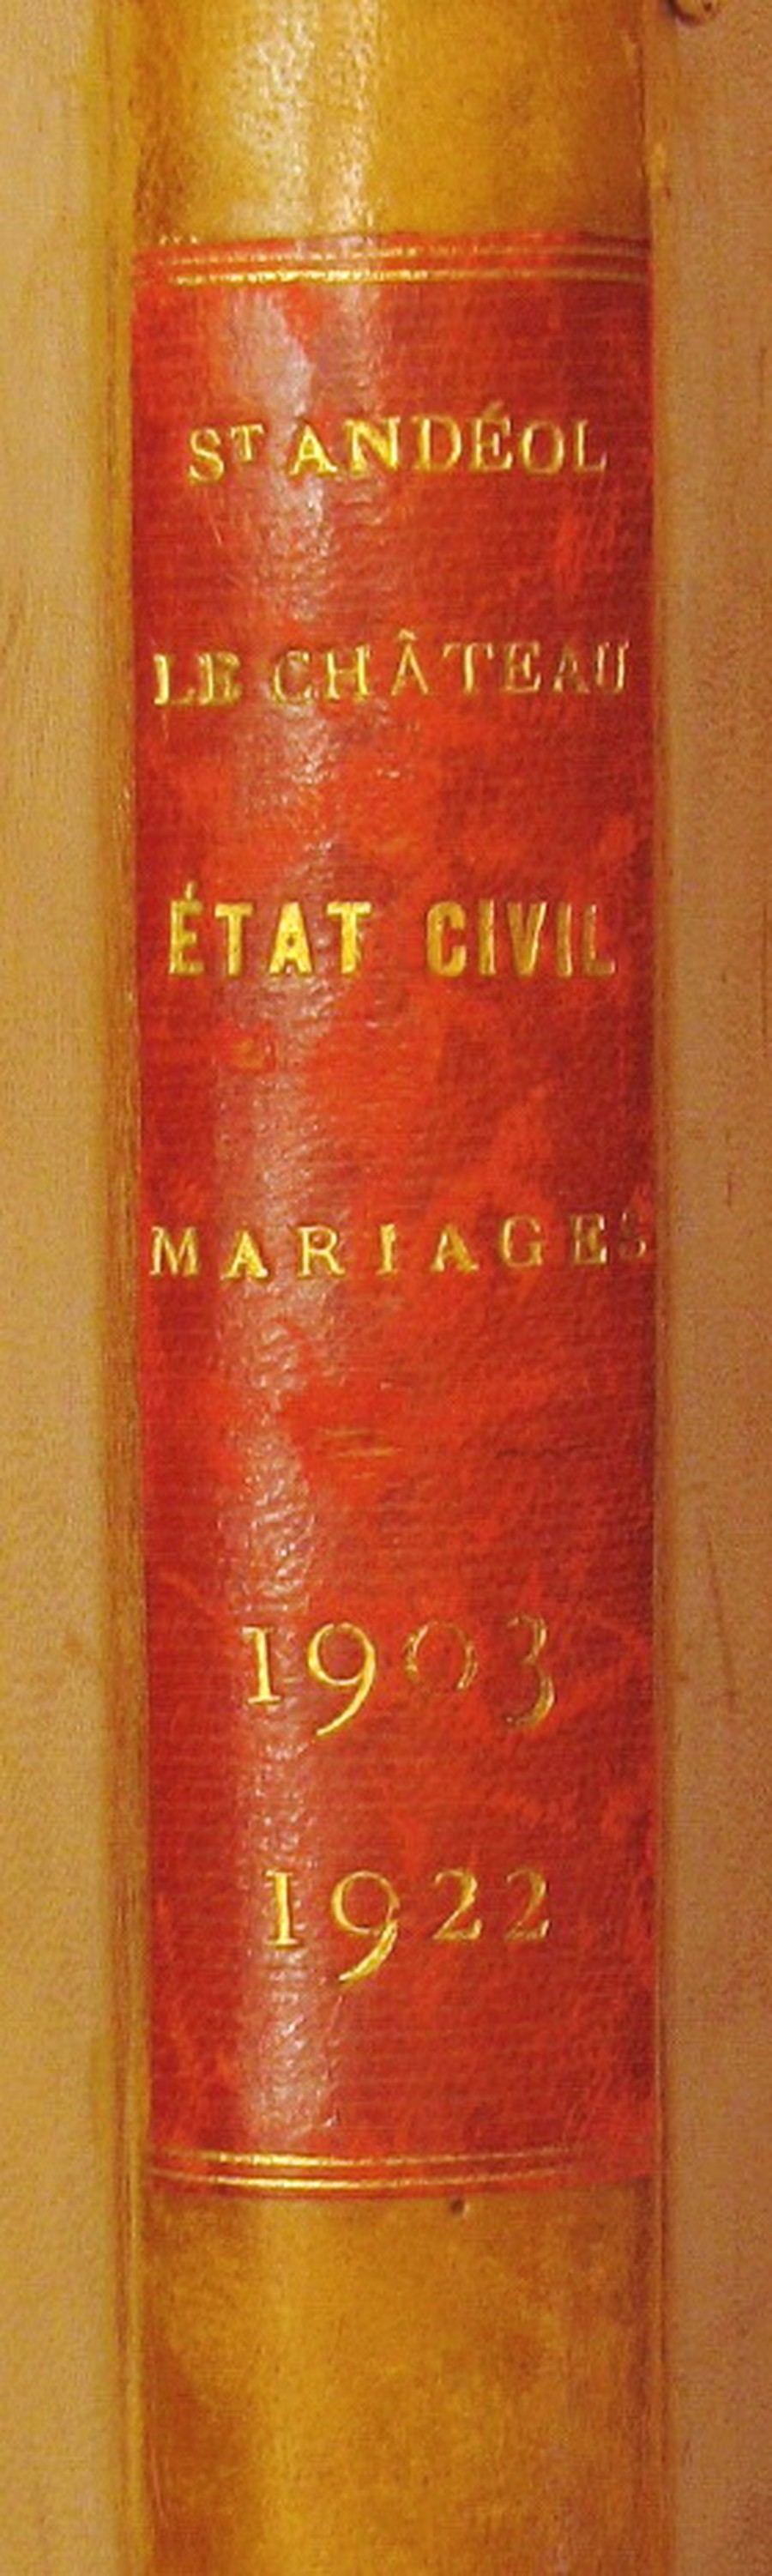 ST ANDÉOL
LE CHÂTEAU
ÉTAT CIVIL
MARIAGES
1903
1922